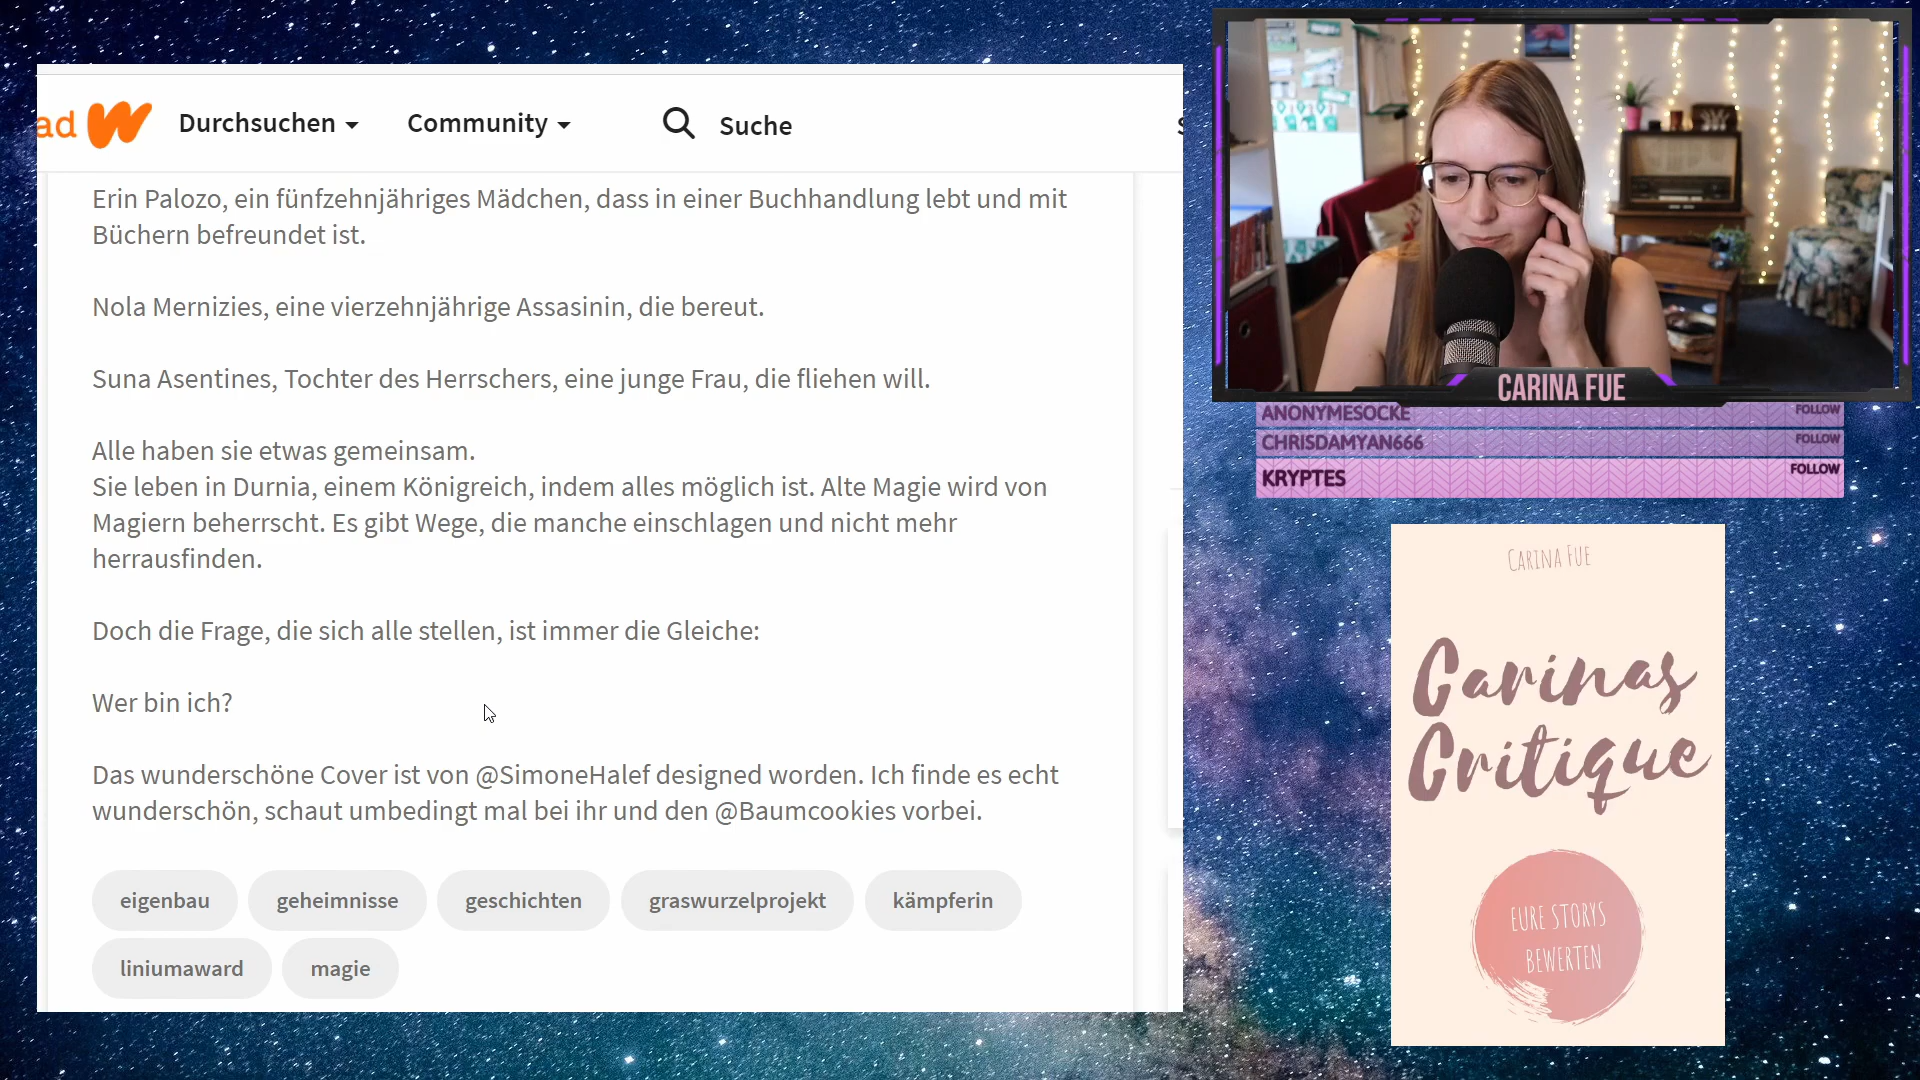 ad
Durchsuchen
Community
Suche
Erin Palozo, ein fünfzehnjähriges Mädchen, dass in einer Buchhandlung lebt und mit
Büchern befreundet ist.
Nola Mernizies, eine vierzehnjährige Assasinin, die bereut.
Suna Asentines, Tochter des Herrschers, eine junge Frau, die fliehen will.
Alle haben sie etwas gemeinsam.
Sie leben in Durnia, einem Königreich, indem alles möglich ist. Alte Magie wird von
Magiern beherrscht. Es gibt Wege, die manche einschlagen und nicht mehr
herrausfinden.
Doch die Frage, die sich alle stellen, ist immer die Gleiche:
Wer bin ich?
Das wunderschöne Cover ist von @SimoneHalef designed worden. Ich finde es echt
wunderschön, schaut umbedingt mal bei ihr und den @Baumcookies vorbei.
eigenbau geheimnisse geschichten graswurzelprojekt kämpferin
liniumaward magie
CARINA FUE
ANONYMESOCKE FOLLOW
CHRISDAMYAN666 FOLLOW
KRYPTES FOLLOW
CARINA FUE
Carinas
Critique
EURE STORYS
BEWERTEN